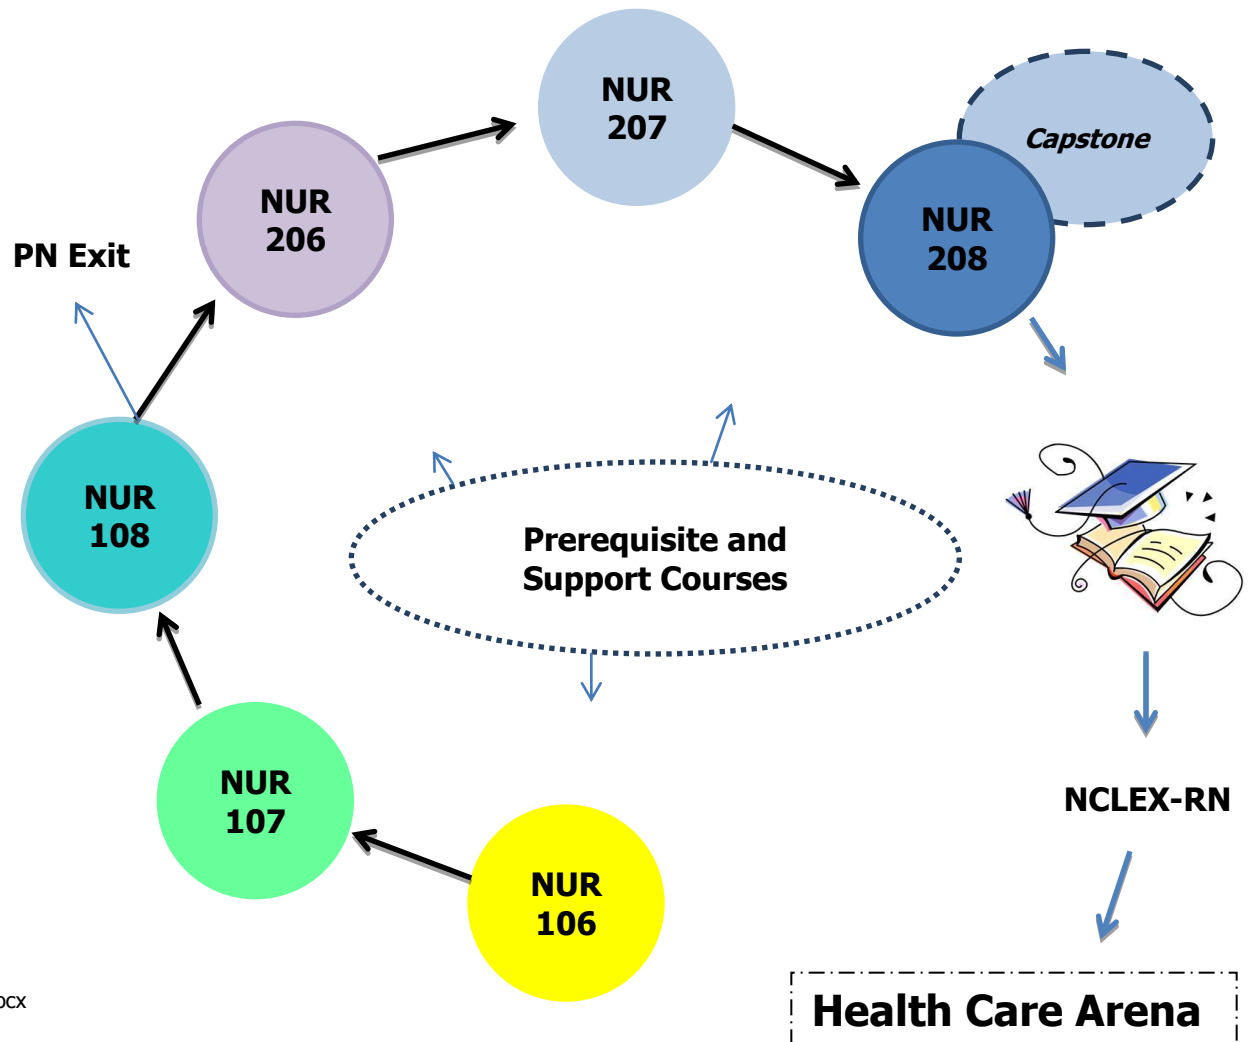 NUR
207
Capstone
NUR
206
NUR
208
PN Exit
NUR
108
Prerequisite and
Support Courses
NUR
107
NCLEX-RN
NUR
106
Health Care Arena
ocx